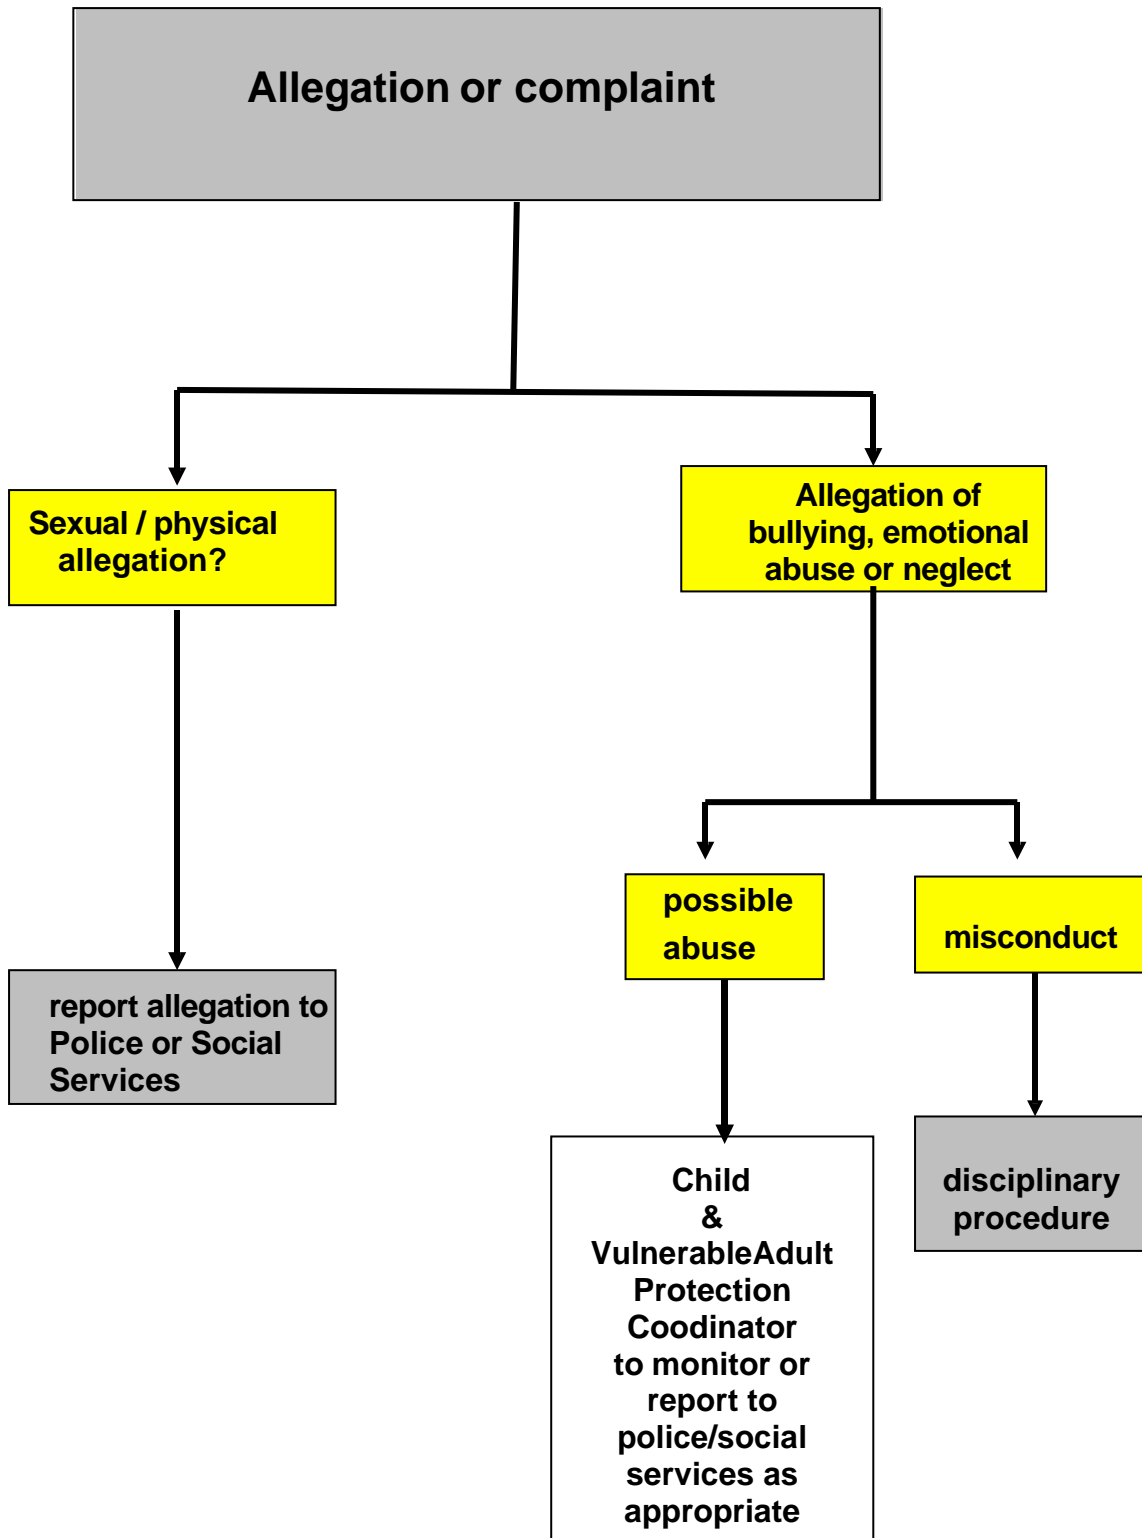 Allegation or complaint
Sexual / physical
allegation?
Allegation of
bullying, emotional
abuse or neglect
possible
abuse
misconduct
report allegation to
Police or Social
Services
Child
&
VulnerableAdult
Protection
Coodinator
to monitor or
report to
police/social
services as
appropriate
disciplinary
procedure